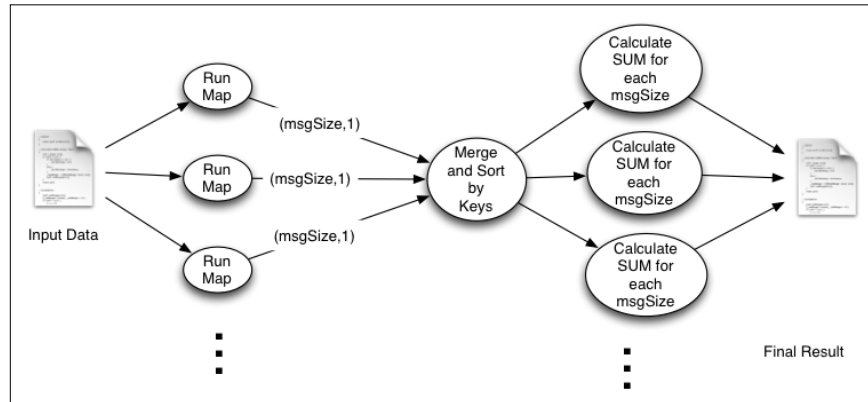 Input Data
Run
Map
Run
Map
Run
Map
(msgSize,1)
(msgSize,1)
(msgSize,1)
Merge
and Sort
by
Keys
Calculate
SUM for
each
msgSize
Calculate
SUM for
each
msgSize
Calculate
SUM for
each
msgSize
Final Result